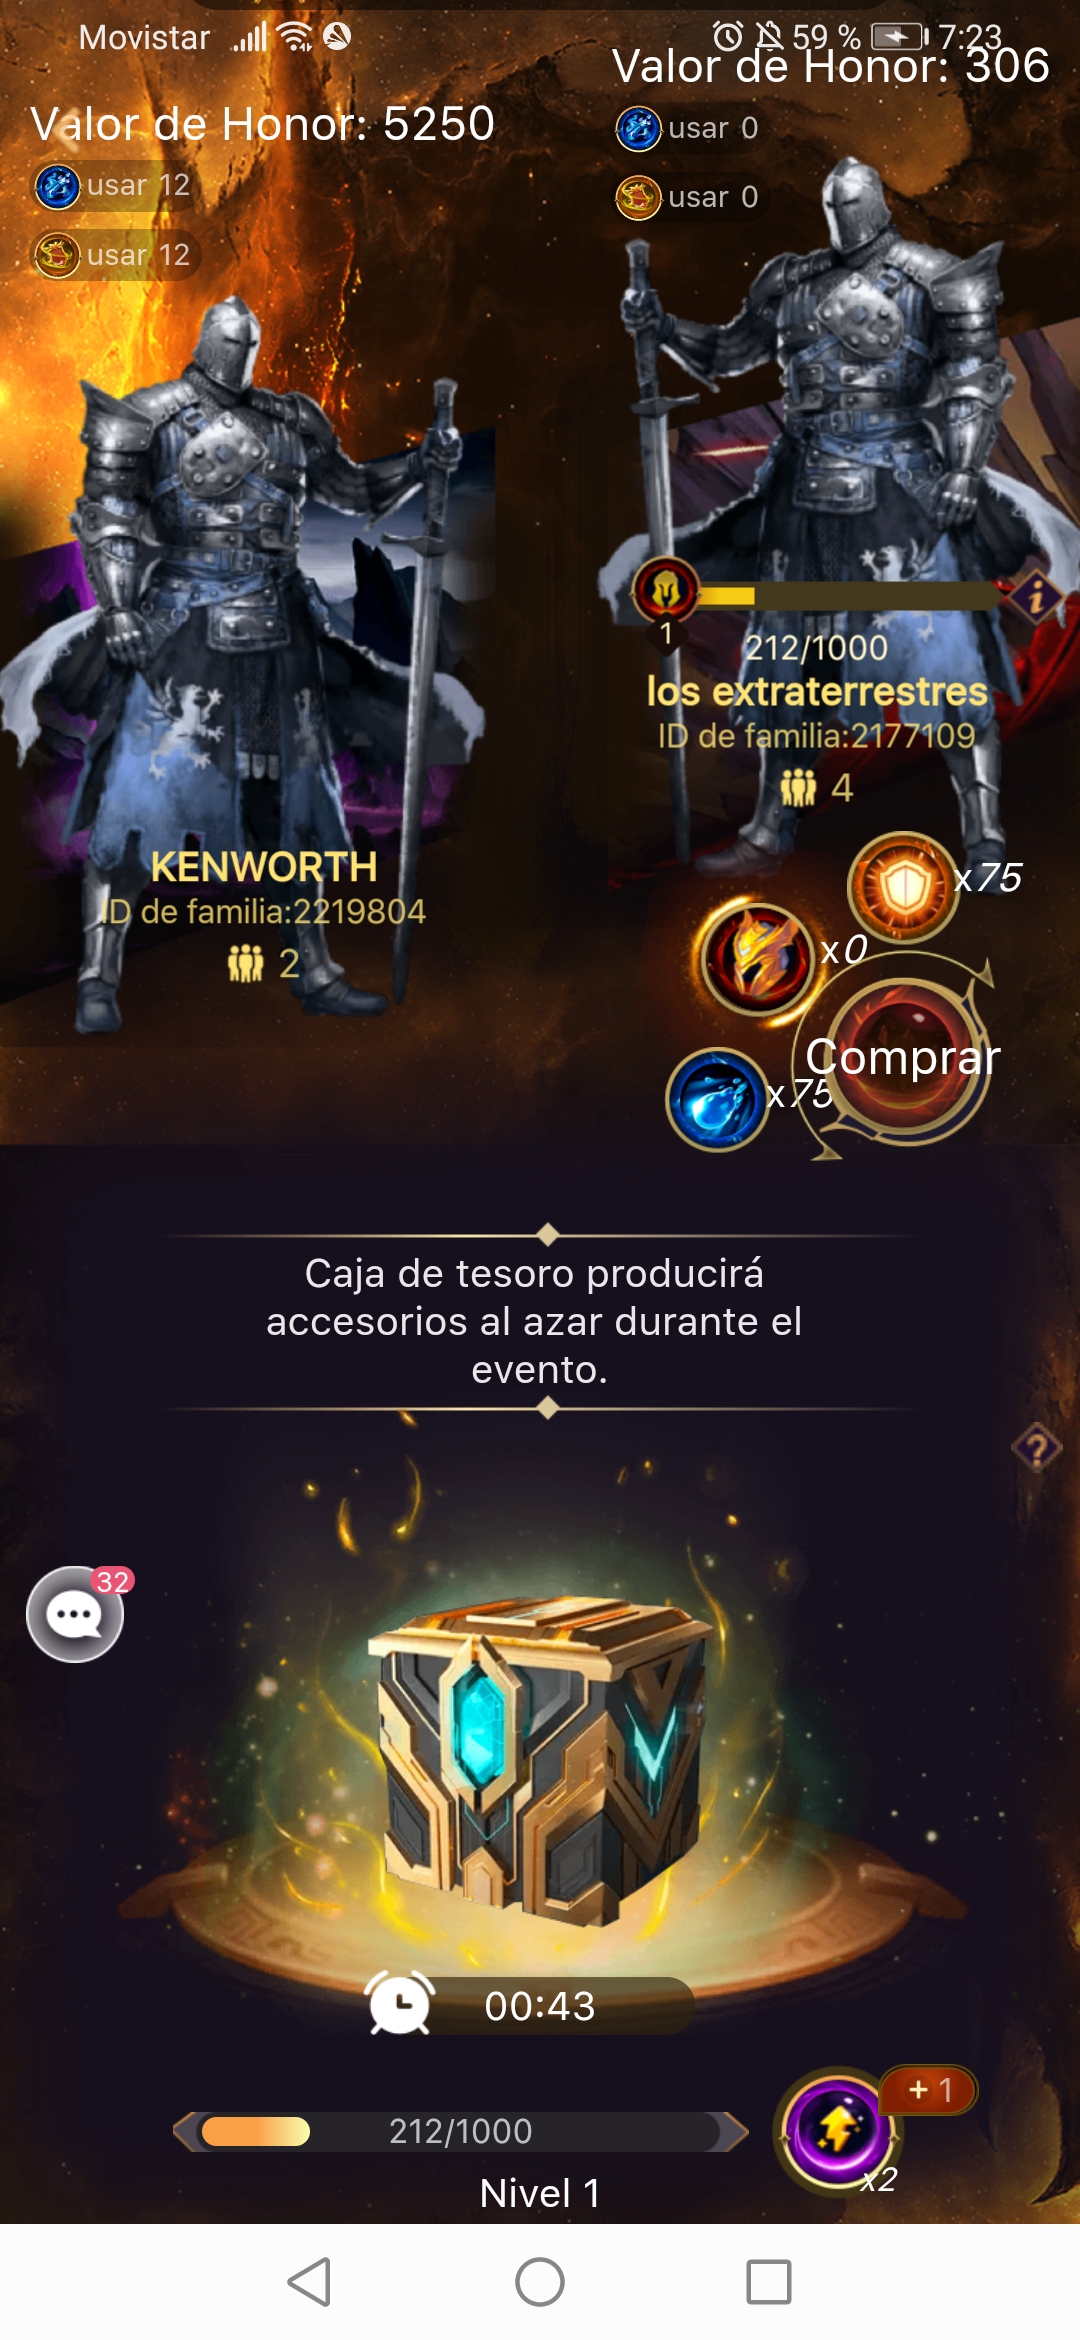 Movistar 59 % 7:23
Valor de Honor: 306
Valor de Honor: 5250
usar 0
usar 12
usar 0
usar 12
1
212/1000
los extraterrestres
ID de familia:2177109
4
KENWORTH
ID de familia:2219804
2
x75
x0
Comprar
x75
Caja de tesoro producirá
accesorios al azar durante el
evento.
?
32
00:43
+ 1
212/1000
x2
Nivel 1